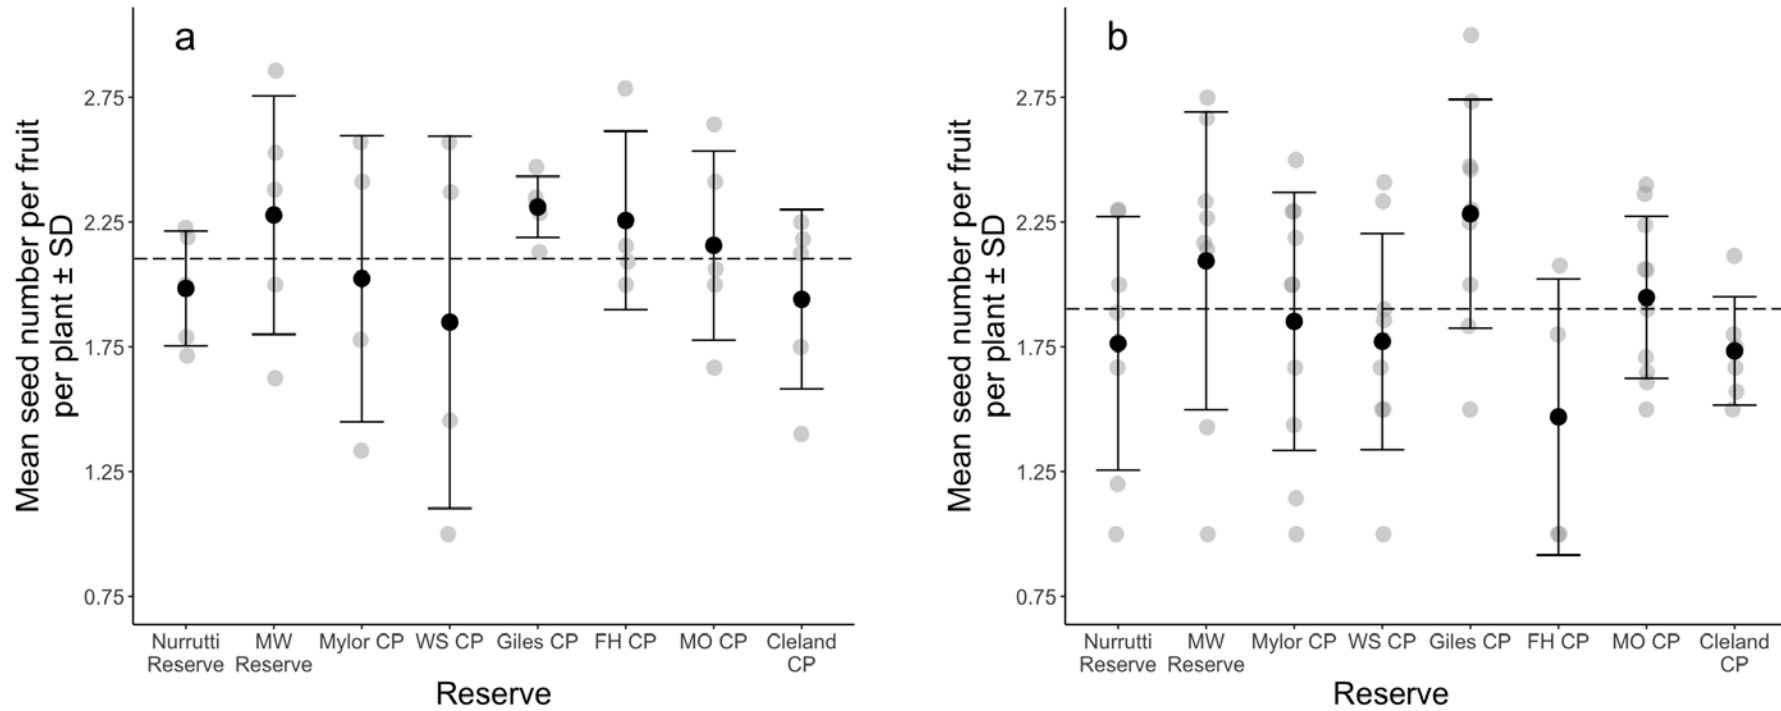 a
Mean seed number per fruit
per plant ± SD
2.75
2.25
1.75
1.25
0.75
Nurrutti
Reserve
MW
Reserve
Mylor CP
WS CP
Giles CP
FH CP
MO CP
Cleland
CP
Reserve
b
Mean seed number per fruit
per plant ± SD
2.75
2.25
1.75
1.25
0.75
Nurrutti
Reserve
MW
Reserve
Mylor CP
WS CP
Giles CP
FH CP
MO CP
Cleland
CP
Reserve